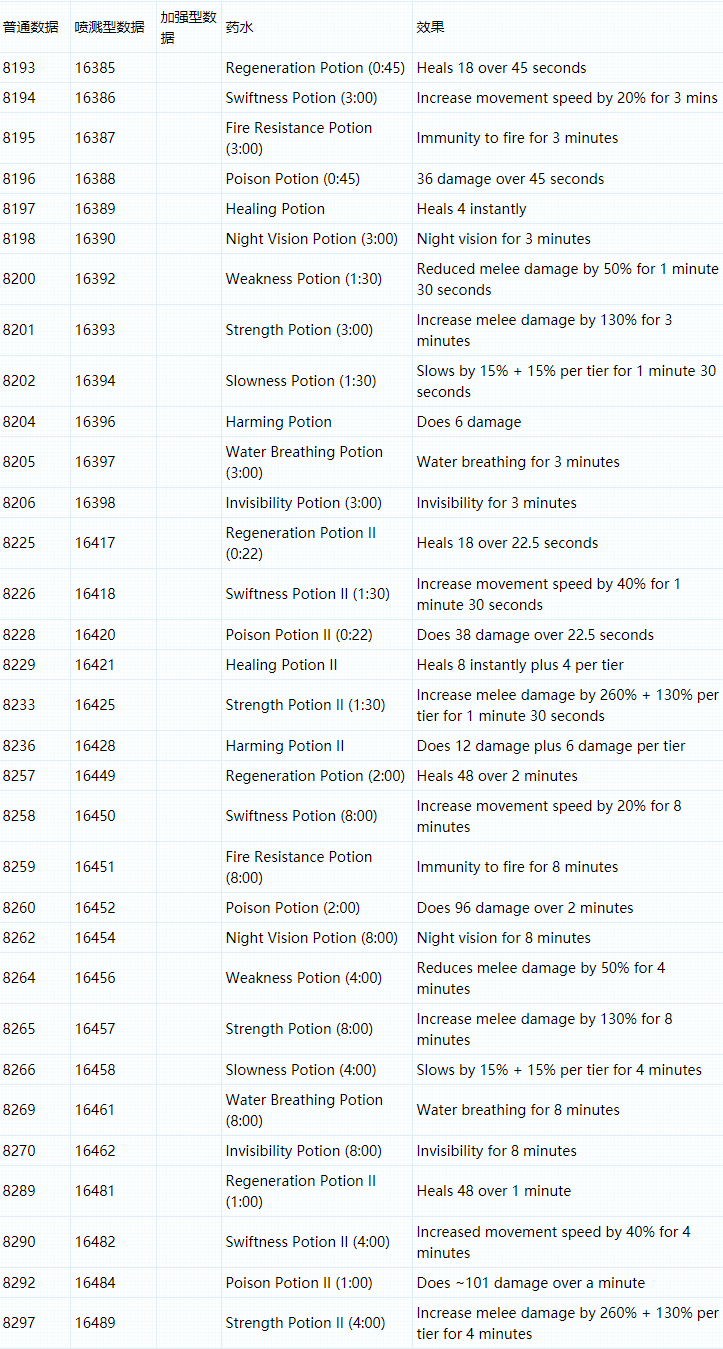 普通数据 喷溅型数据 加强型数据 药水 效果
8193 16385 Regeneration Potion (0:45) Heals 18 over 45 seconds
8194 16386 Swiftness Potion (3:00) Increase movement speed by 20% for 3 mins
8195 16387 Fire Resistance Potion (3:00) Immunity to fire for 3 minutes
8196 16388 Poison Potion (0:45) 36 damage over 45 seconds
8197 16389 Healing Potion Heals 4 instantly
8198 16390 Night Vision Potion (3:00) Night vision for 3 minutes
8200 16392 Weakness Potion (1:30) Reduced melee damage by 50% for 1 minute 30 seconds
8201 16393 Strength Potion (3:00) Increase melee damage by 130% for 3 minutes
8202 16394 Slowness Potion (1:30) Slows by 15% + 15% per tier for 1 minute 30 seconds
8204 16396 Harming Potion Does 6 damage
8205 16397 Water Breathing Potion (3:00) Water breathing for 3 minutes
8206 16398 Invisibility Potion (3:00) Invisibility for 3 minutes
8225 16417 Regeneration Potion II (0:22) Heals 18 over 22.5 seconds
8226 16418 Swiftness Potion II (1:30) Increase movement speed by 40% for 1 minute 30 seconds
8228 16420 Poison Potion II (0:22) Does 38 damage over 22.5 seconds
8229 16421 Healing Potion II Heals 8 instantly plus 4 per tier
8233 16425 Strength Potion II (1:30) Increase melee damage by 260% + 130% per tier for 1 minute 30 seconds
8236 16428 Harming Potion II Does 12 damage plus 6 damage per tier
8257 16449 Regeneration Potion (2:00) Heals 48 over 2 minutes
8258 16450 Swiftness Potion (8:00) Increase movement speed by 20% for 8 minutes
8259 16451 Fire Resistance Potion (8:00) Immunity to fire for 8 minutes
8260 16452 Poison Potion (2:00) Does 96 damage over 2 minutes
8262 16454 Night Vision Potion (8:00) Night vision for 8 minutes
8264 16456 Weakness Potion (4:00) Reduces melee damage by 50% for 4 minutes
8265 16457 Strength Potion (8:00) Increase melee damage by 130% for 8 minutes
8266 16458 Slowness Potion (4:00) Slows by 15% + 15% per tier for 4 minutes
8269 16461 Water Breathing Potion (8:00) Water breathing for 8 minutes
8270 16462 Invisibility Potion (8:00) Invisibility for 8 minutes
8289 16481 Regeneration Potion II (1:00) Heals 48 over 1 minute
8290 16482 Swiftness Potion II (4:00) Increased movement speed by 40% for 4 minutes
8292 16484 Poison Potion II (1:00) Does ~101 damage over a minute
8297 16489 Strength Potion II (4:00) Increase melee damage by 260% + 130% per tier for 4 minutes